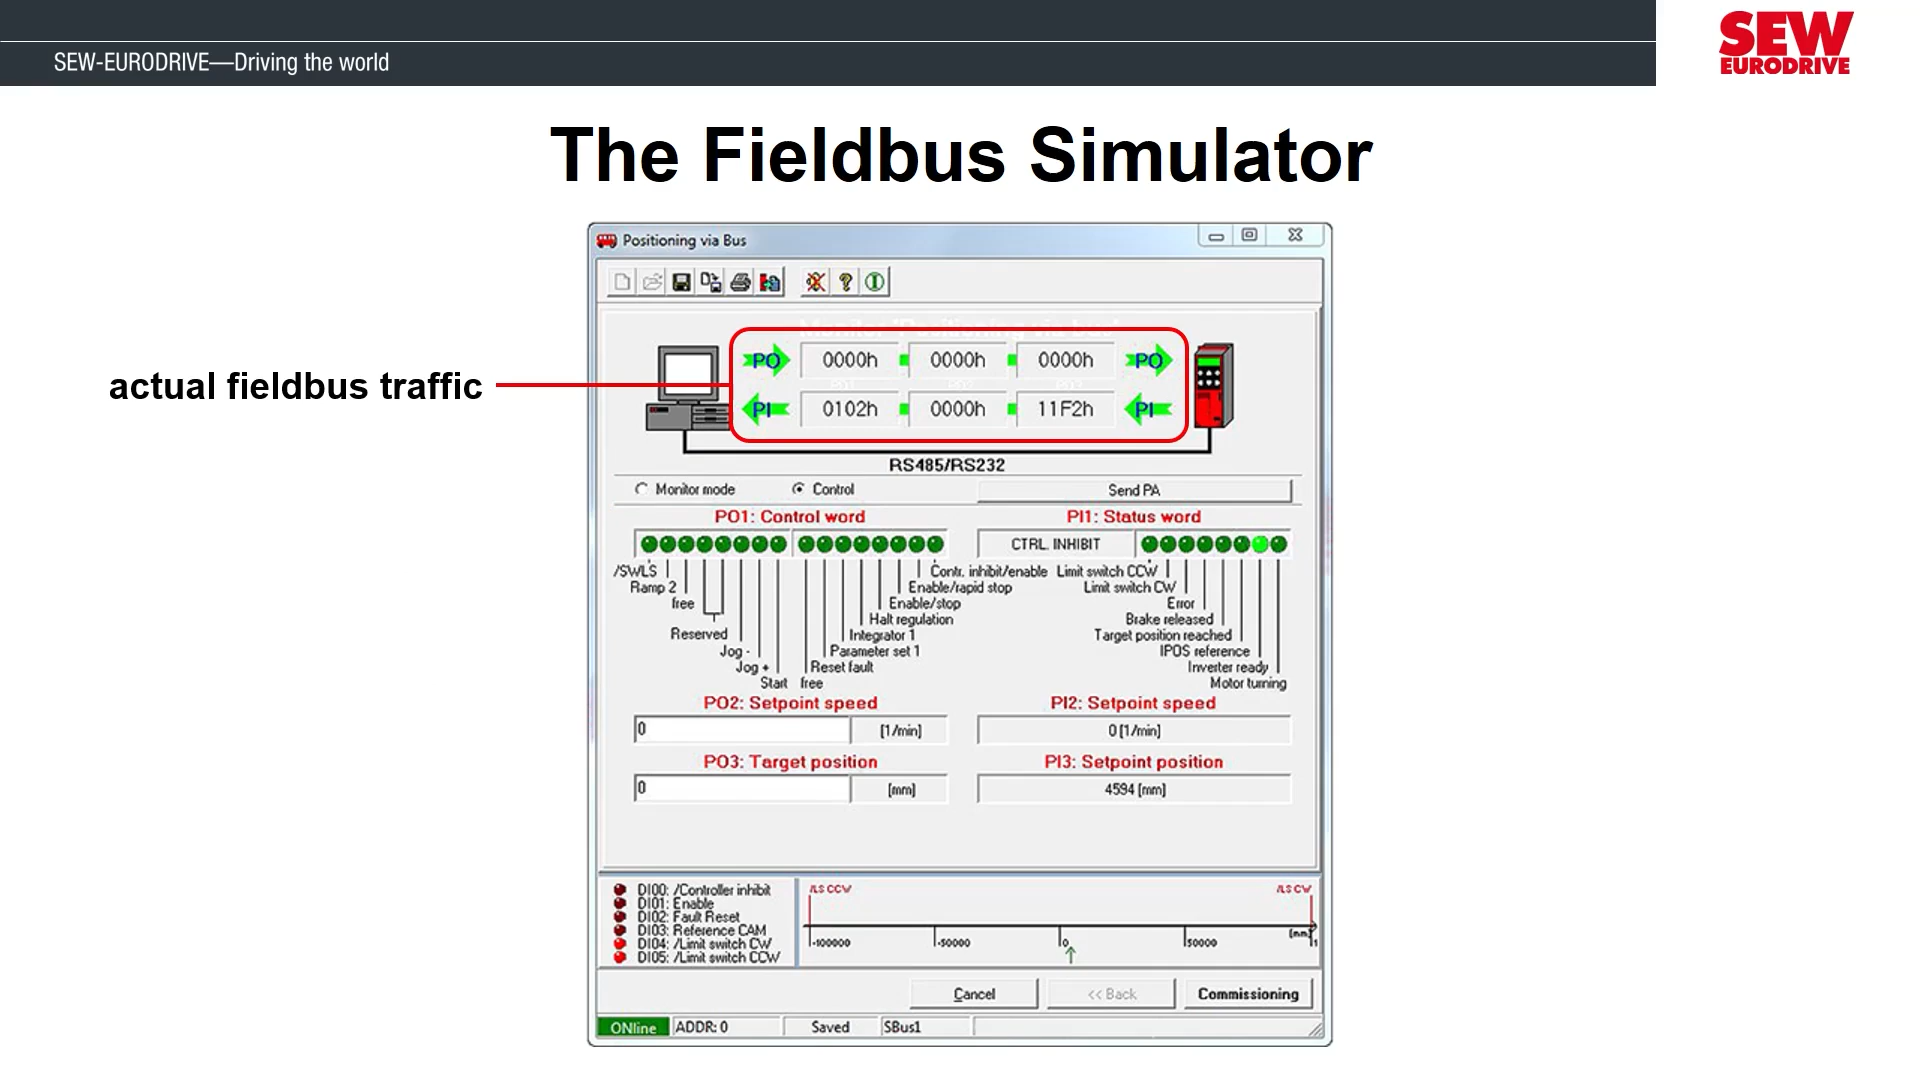 SEW-EURODRIVE—Driving the world
SEW
EURODRIVE
The Fieldbus Simulator
Positioning via Bus
actual fieldbus traffic
PO 0000h 0000h 0000h PO
PI 0102h 0000h 11F2h PI
RS485/RS232
Monitor mode Control Send PA
PO1: Control word PI1: Status word
CTRL. INHIBIT
/SWLS Contr. inhibit/enable Limit switch CCW
Ramp 2 Enable/rapid stop Limit switch CW
free Enable/stop Error
Halt regulation Brake released
Reserved Integrator 1 Target position reached
Jog - Parameter set 1 IPOS reference
Jog + Reset fault Inverter ready
Start free Motor turning
PO2: Setpoint speed PI2: Setpoint speed
0 [1/min] 0 [1/min]
PO3: Target position PI3: Setpoint position
0 [mm] 4594 [mm]
DI00: /Controller inhibit
DI01: Enable
DI02: Fault Reset
DI03: Reference CAM
DI04: /Limit switch CW
DI05: /Limit switch CCW
/LS CCW /LS CW
-100000 -50000 0 50000 [mm]
Cancel << Back Commissioning
ONline ADDR: 0 Saved SBus1